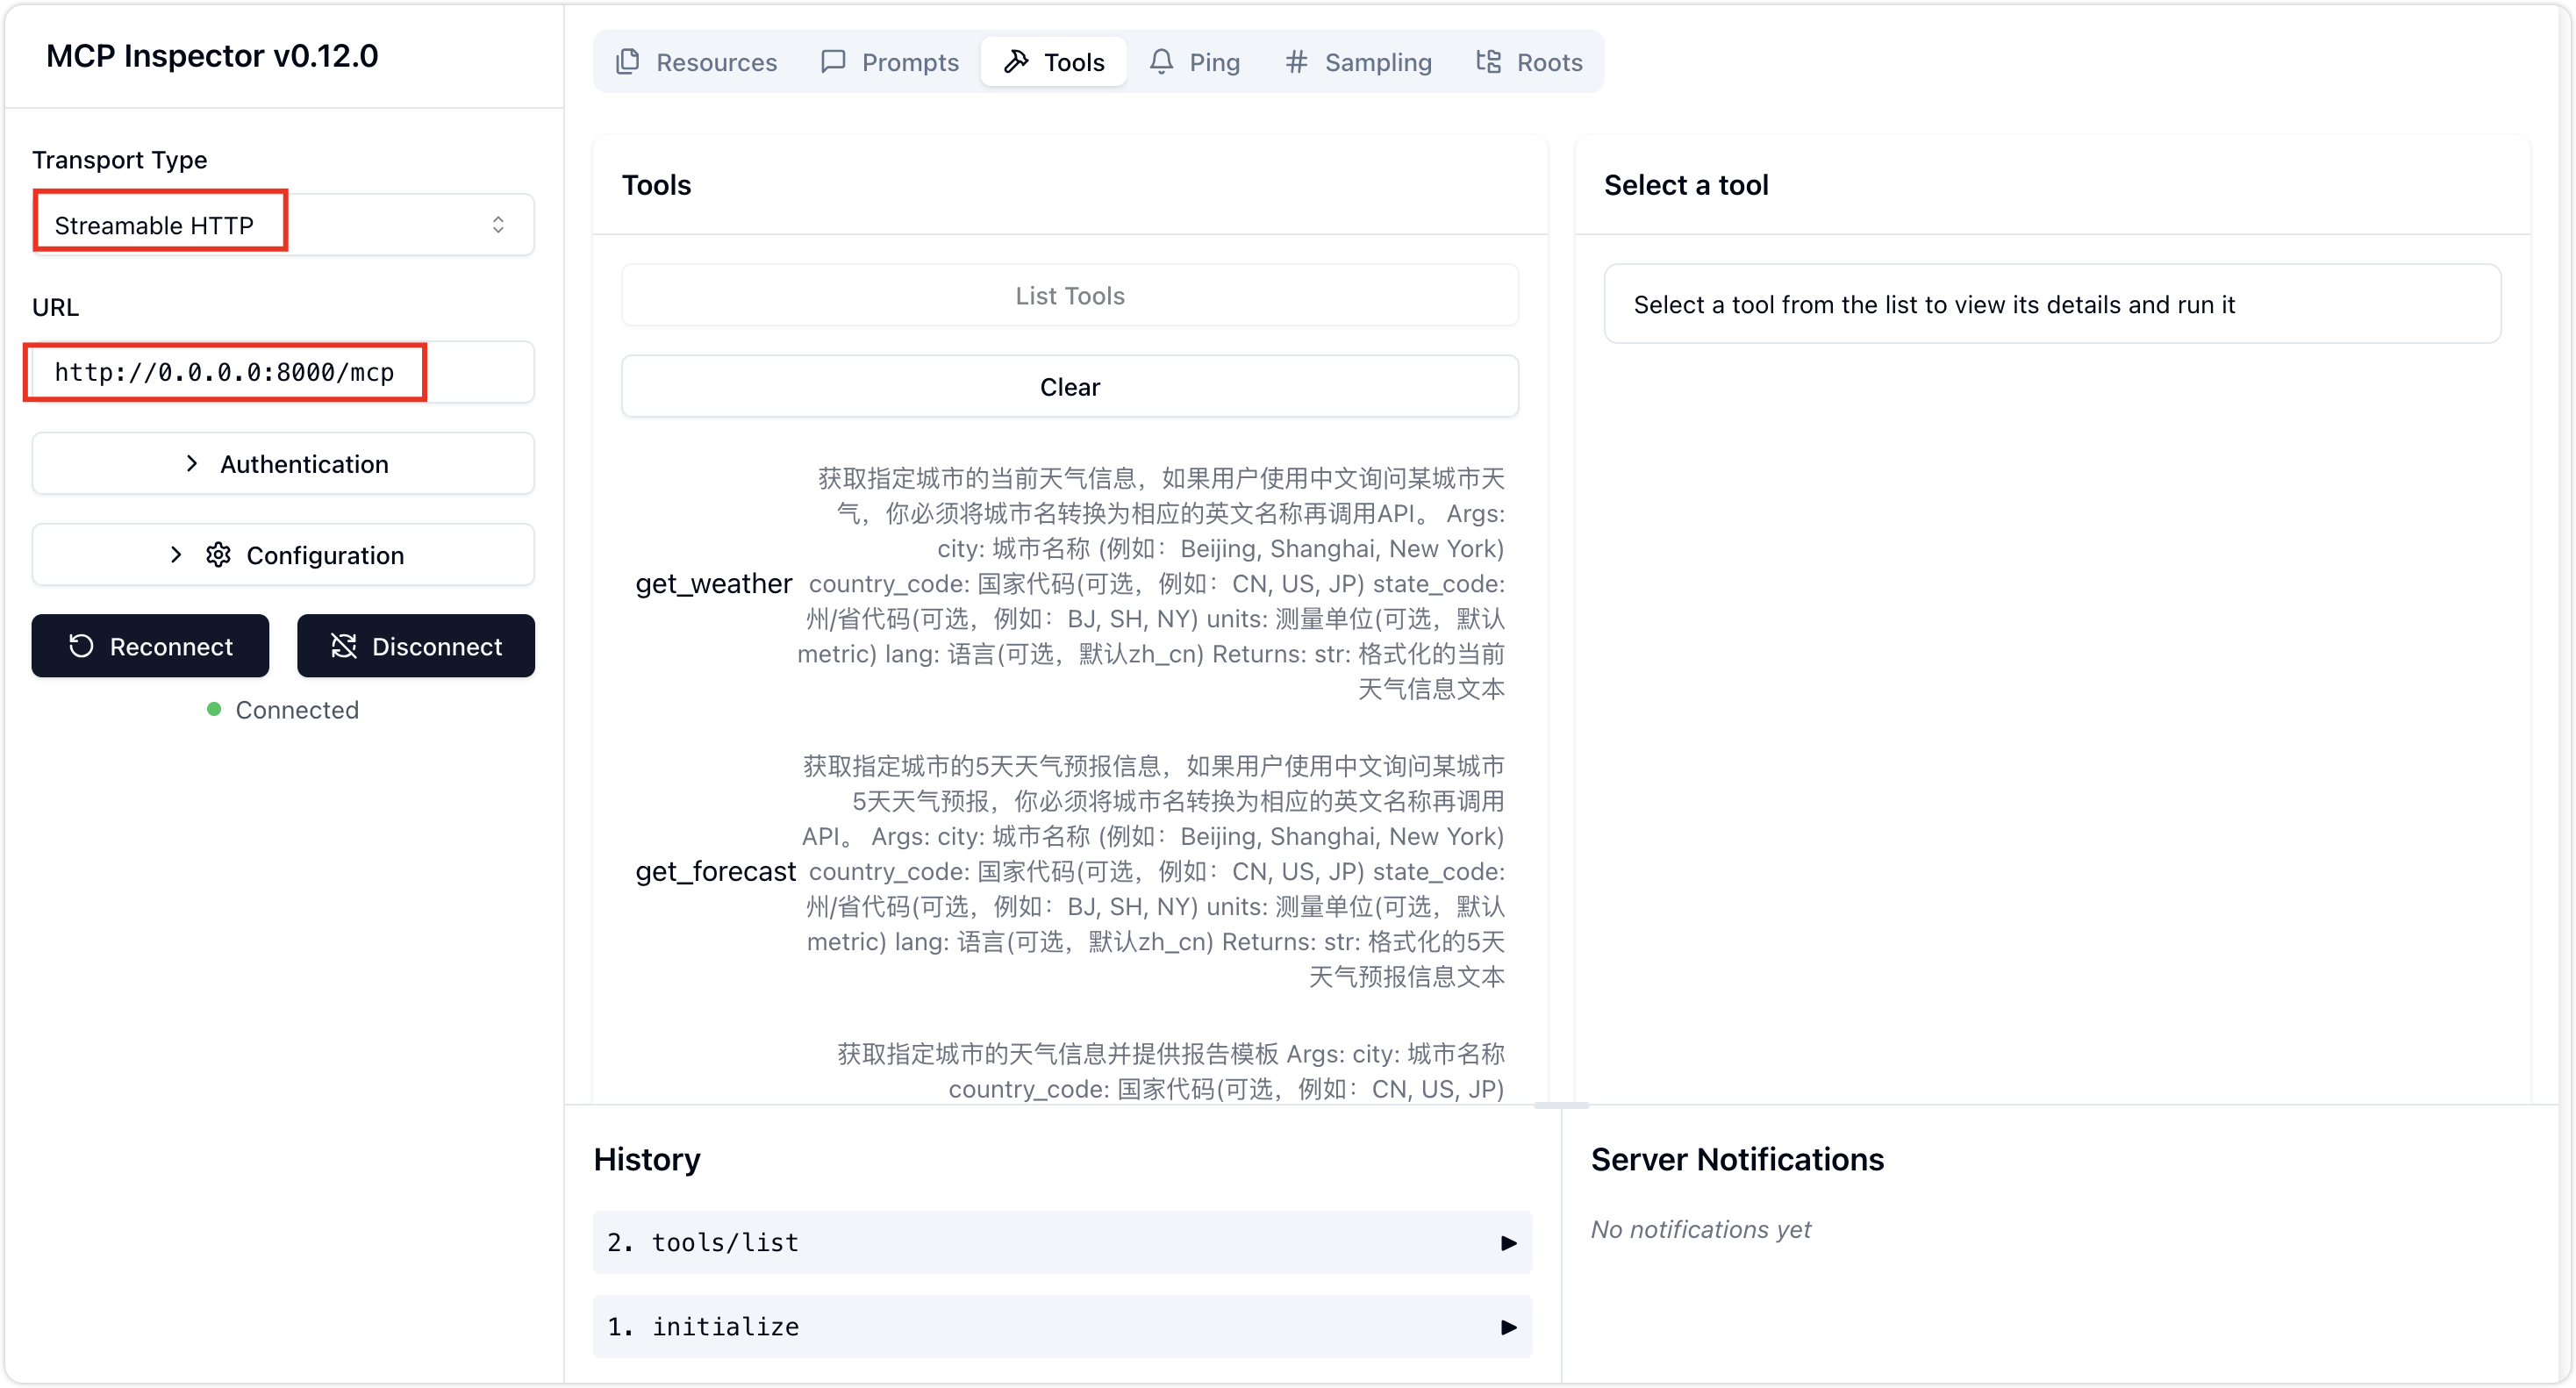 MCP Inspector v0.12.0
Transport Type
Streamable HTTP
URL
http://0.0.0.0:8000/mcp
Authentication
Configuration
Reconnect
Disconnect
Connected
Resources
Prompts
Tools
Ping
Sampling
Roots
Tools
List Tools
Clear
get_weather
获取指定城市的当前天气信息，如果用户使用中文询问某城市天
气，你必须将城市名转换为相应的英文名称再调用API。 Args:
city: 城市名称 (例如：Beijing, Shanghai, New York)
country_code: 国家代码(可选，例如：CN, US, JP) state_code:
州/省代码(可选，例如：BJ, SH, NY) units: 测量单位(可选，默认
metric) lang: 语言(可选，默认zh_cn) Returns: str: 格式化的当前
天气信息文本
get_forecast
获取指定城市的5天天气预报信息，如果用户使用中文询问某城市
5天天气预报，你必须将城市名转换为相应的英文名称再调用
API。 Args: city: 城市名称 (例如：Beijing, Shanghai, New York)
country_code: 国家代码(可选，例如：CN, US, JP) state_code:
州/省代码(可选，例如：BJ, SH, NY) units: 测量单位(可选，默认
metric) lang: 语言(可选，默认zh_cn) Returns: str: 格式化的5天
天气预报信息文本
获取指定城市的天气信息并提供报告模板 Args: city: 城市名称
country_code: 国家代码(可选，例如：CN, US, JP)
Select a tool
Select a tool from the list to view its details and run it
History
2. tools/list
1. initialize
Server Notifications
No notifications yet